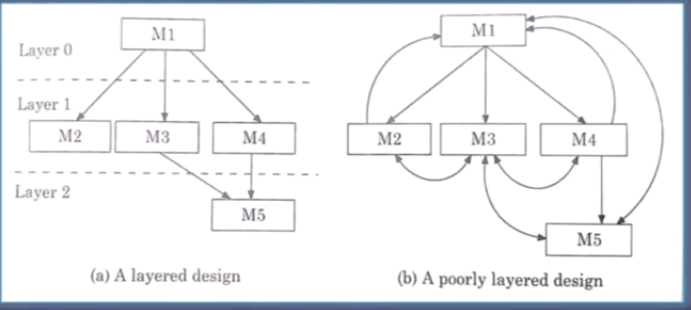 M1
Layer 0
Layer 1
M2 M3 M4
Layer 2
M5
(a) A layered design
M1
M2 M3 M4
M5
(b) A poorly layered design